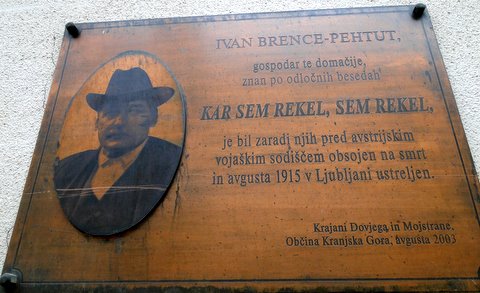 IVAN BRENCE-PEHTUT,
gospodar te domačije,
znan po odločnih besedah
KAR SEM REKEL, SEM REKEL,
je bil zaradi njih pred avstrijskim
vojaškim sodiščem obsojen na smrt
in avgusta 1915 v Ljubljani ustreljen.
Krajani Dovjega in Mojstrane.
Občina Kranjska Gora, avgusta 2003